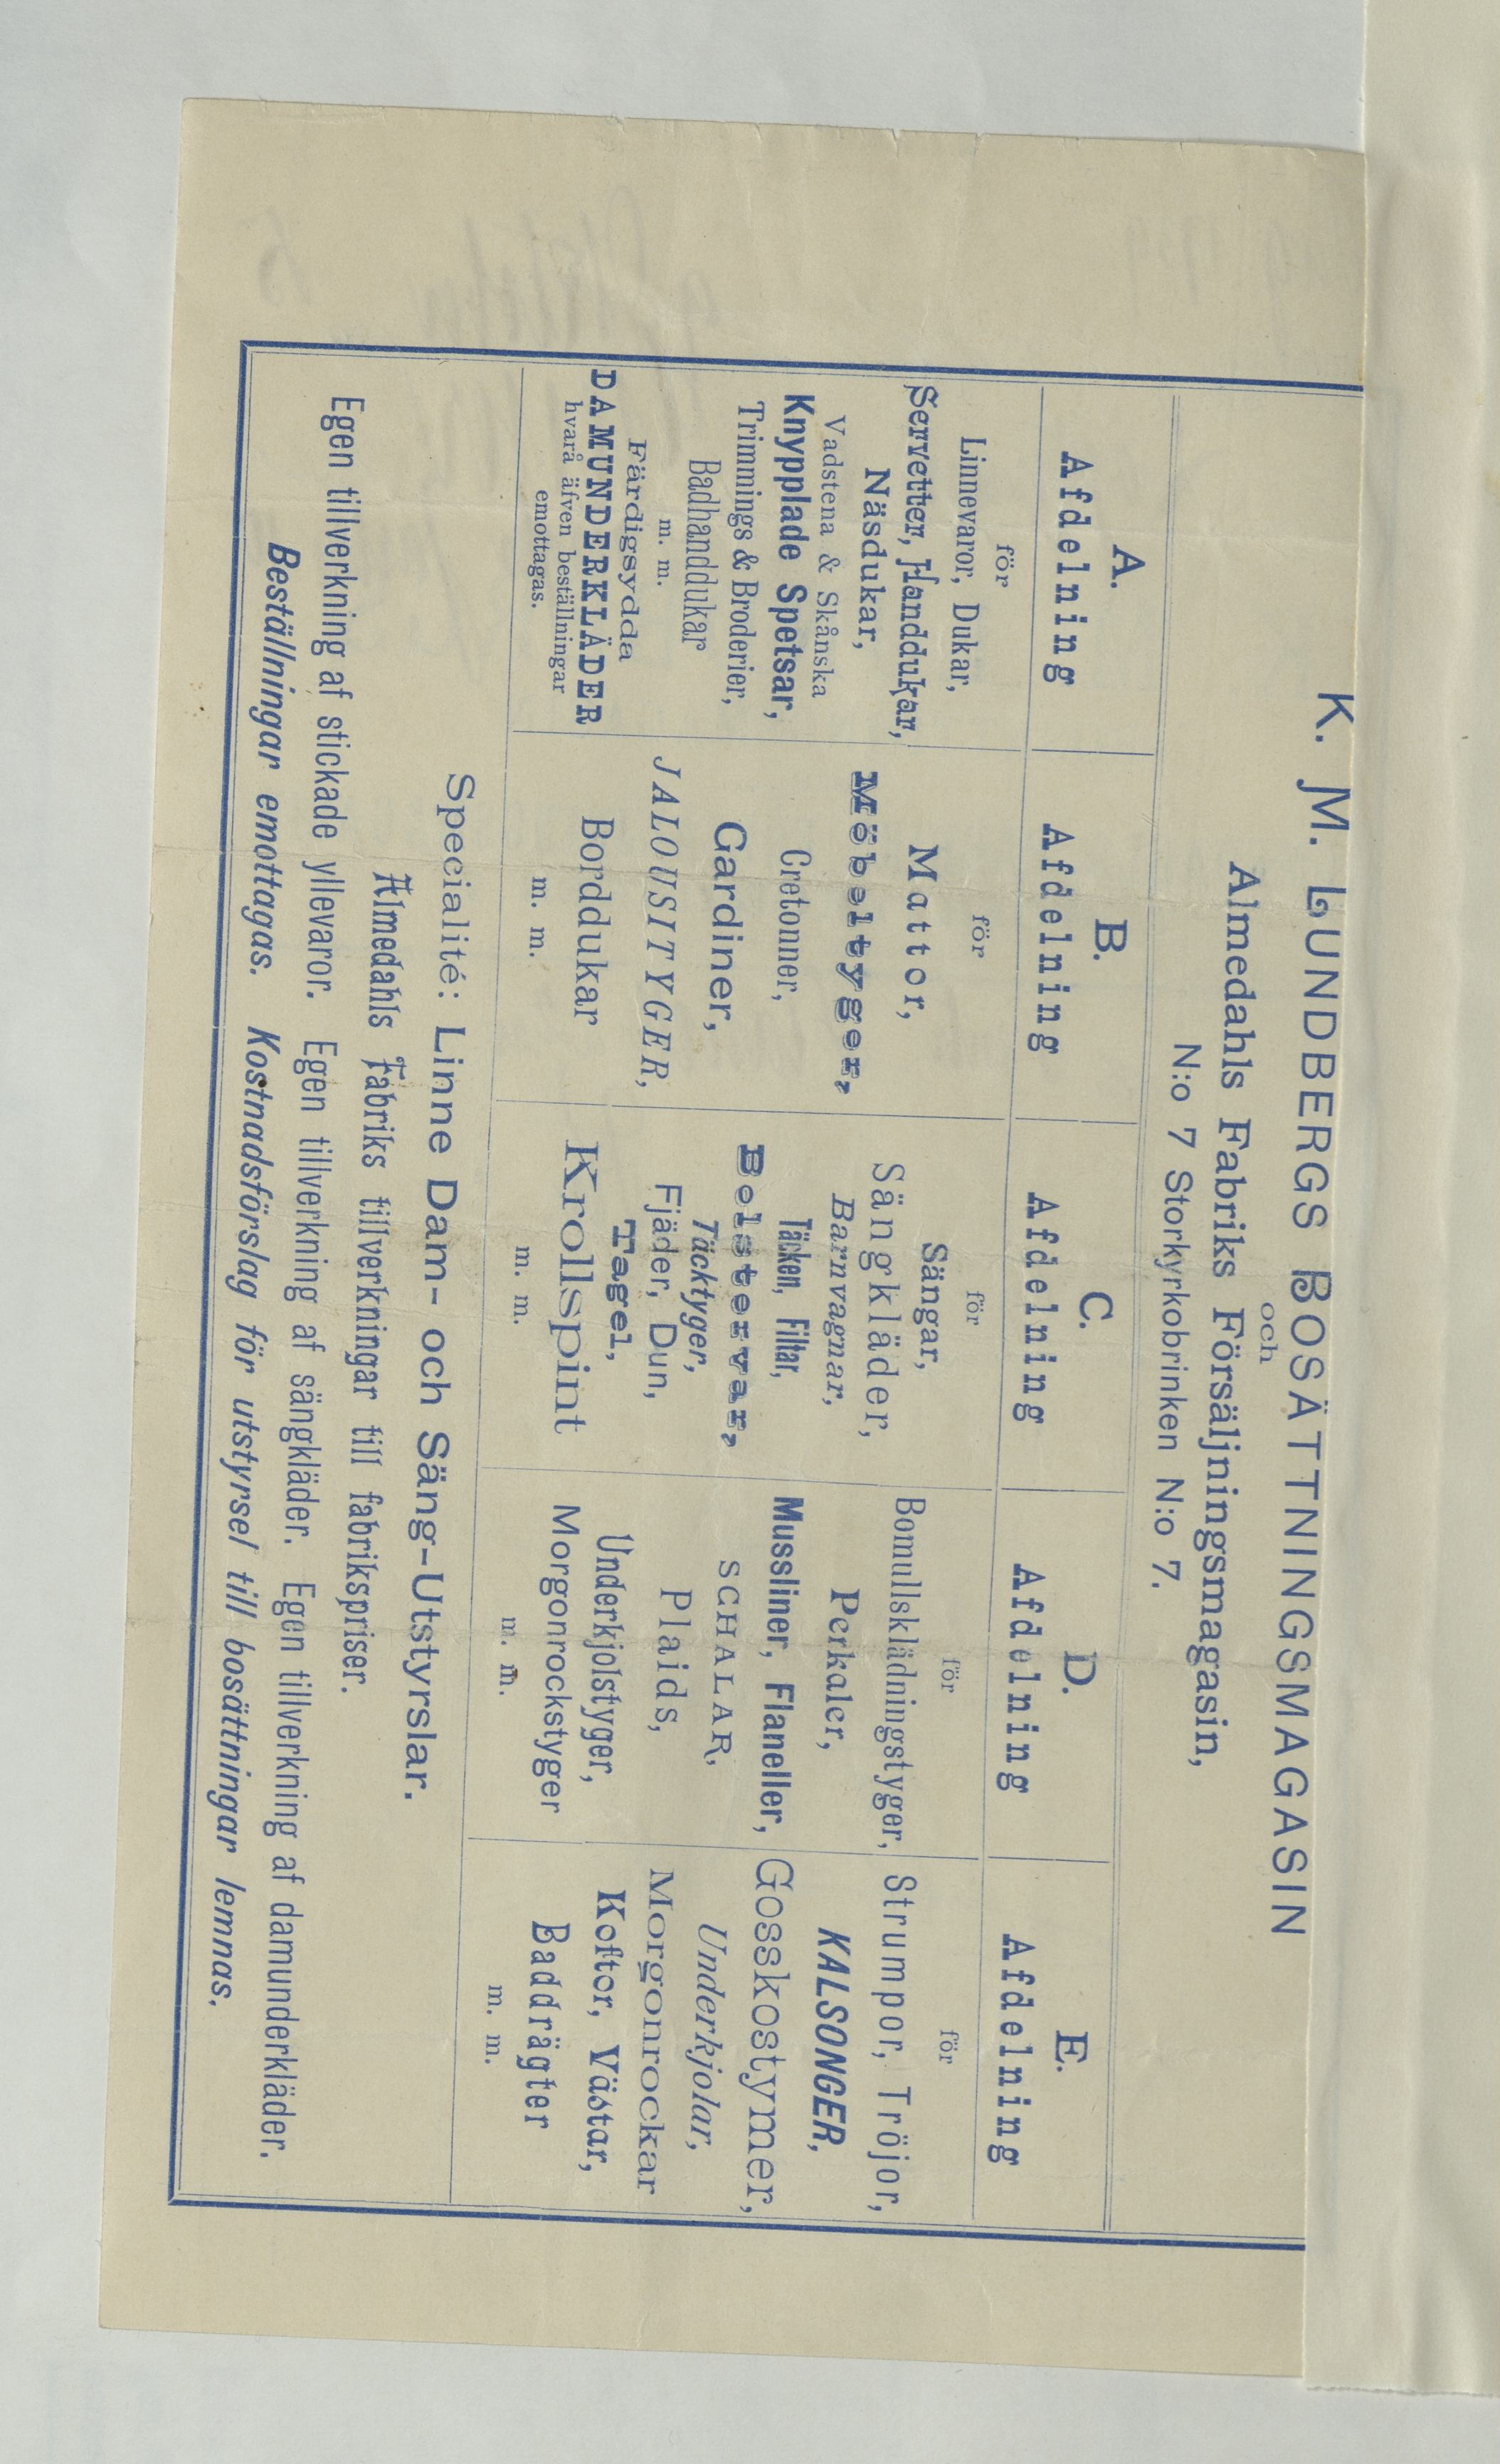 K. M. LUNDBERGS BOSÄTTNINGSMAGASIN
och
Almedahls Fabriks Försäljningsmagasin,
N:o 7 Storkyrkobrinken N:o 7.
A.
Afdelning
för
Linnevaror, Dukar,
Servetter, Handdukar,
Näsdukar,
Vadstena & Skånska
Knypplade Spetsar,
Trimmings & Broderier,
Badhanddukar
m. m.
Färdigsydda
DAMUNDERKLÄDER
hvarå äfven beställningar
emottagas.
B.
Afdelning
för
Mattor,
Möbeltyger,
Cretonner,
Gardiner,
JALOUSITYGER,
Borddukar
m. m.
C.
Afdelning
för
Sängar,
Sängkläder,
Barnvagnar,
Täcken, Filtar,
Bolstervar,
Täcktyger,
Fjäder, Dun,
Tagel,
Krollspint
m. m.
D.
Afdelning
för
Bomullsklädningstyger,
Perkaler,
Mussliner, Flaneller,
SCHALAR,
Plaids,
Underkjolstyger,
Morgonrockstyger
m. m.
E.
Afdelning
för
Strumpor, Tröjor,
KALSONGER,
Gosskostymer,
Underkjolar,
Morgonrockar
Koftor, Västar,
Baddrägter
m. m.
Specialité: Linne Dam- och Säng-Utstyrslar.
Almedahls Fabriks tillverkningar till fabrikspriser.
Egen tillverkning af stickade yllevaror. Egen tillverkning af sängkläder. Egen tillverkning af damunderkläder.
Beställningar emottagas. Kostnadsförslag för utstyrsel till bosättningar lemnas.